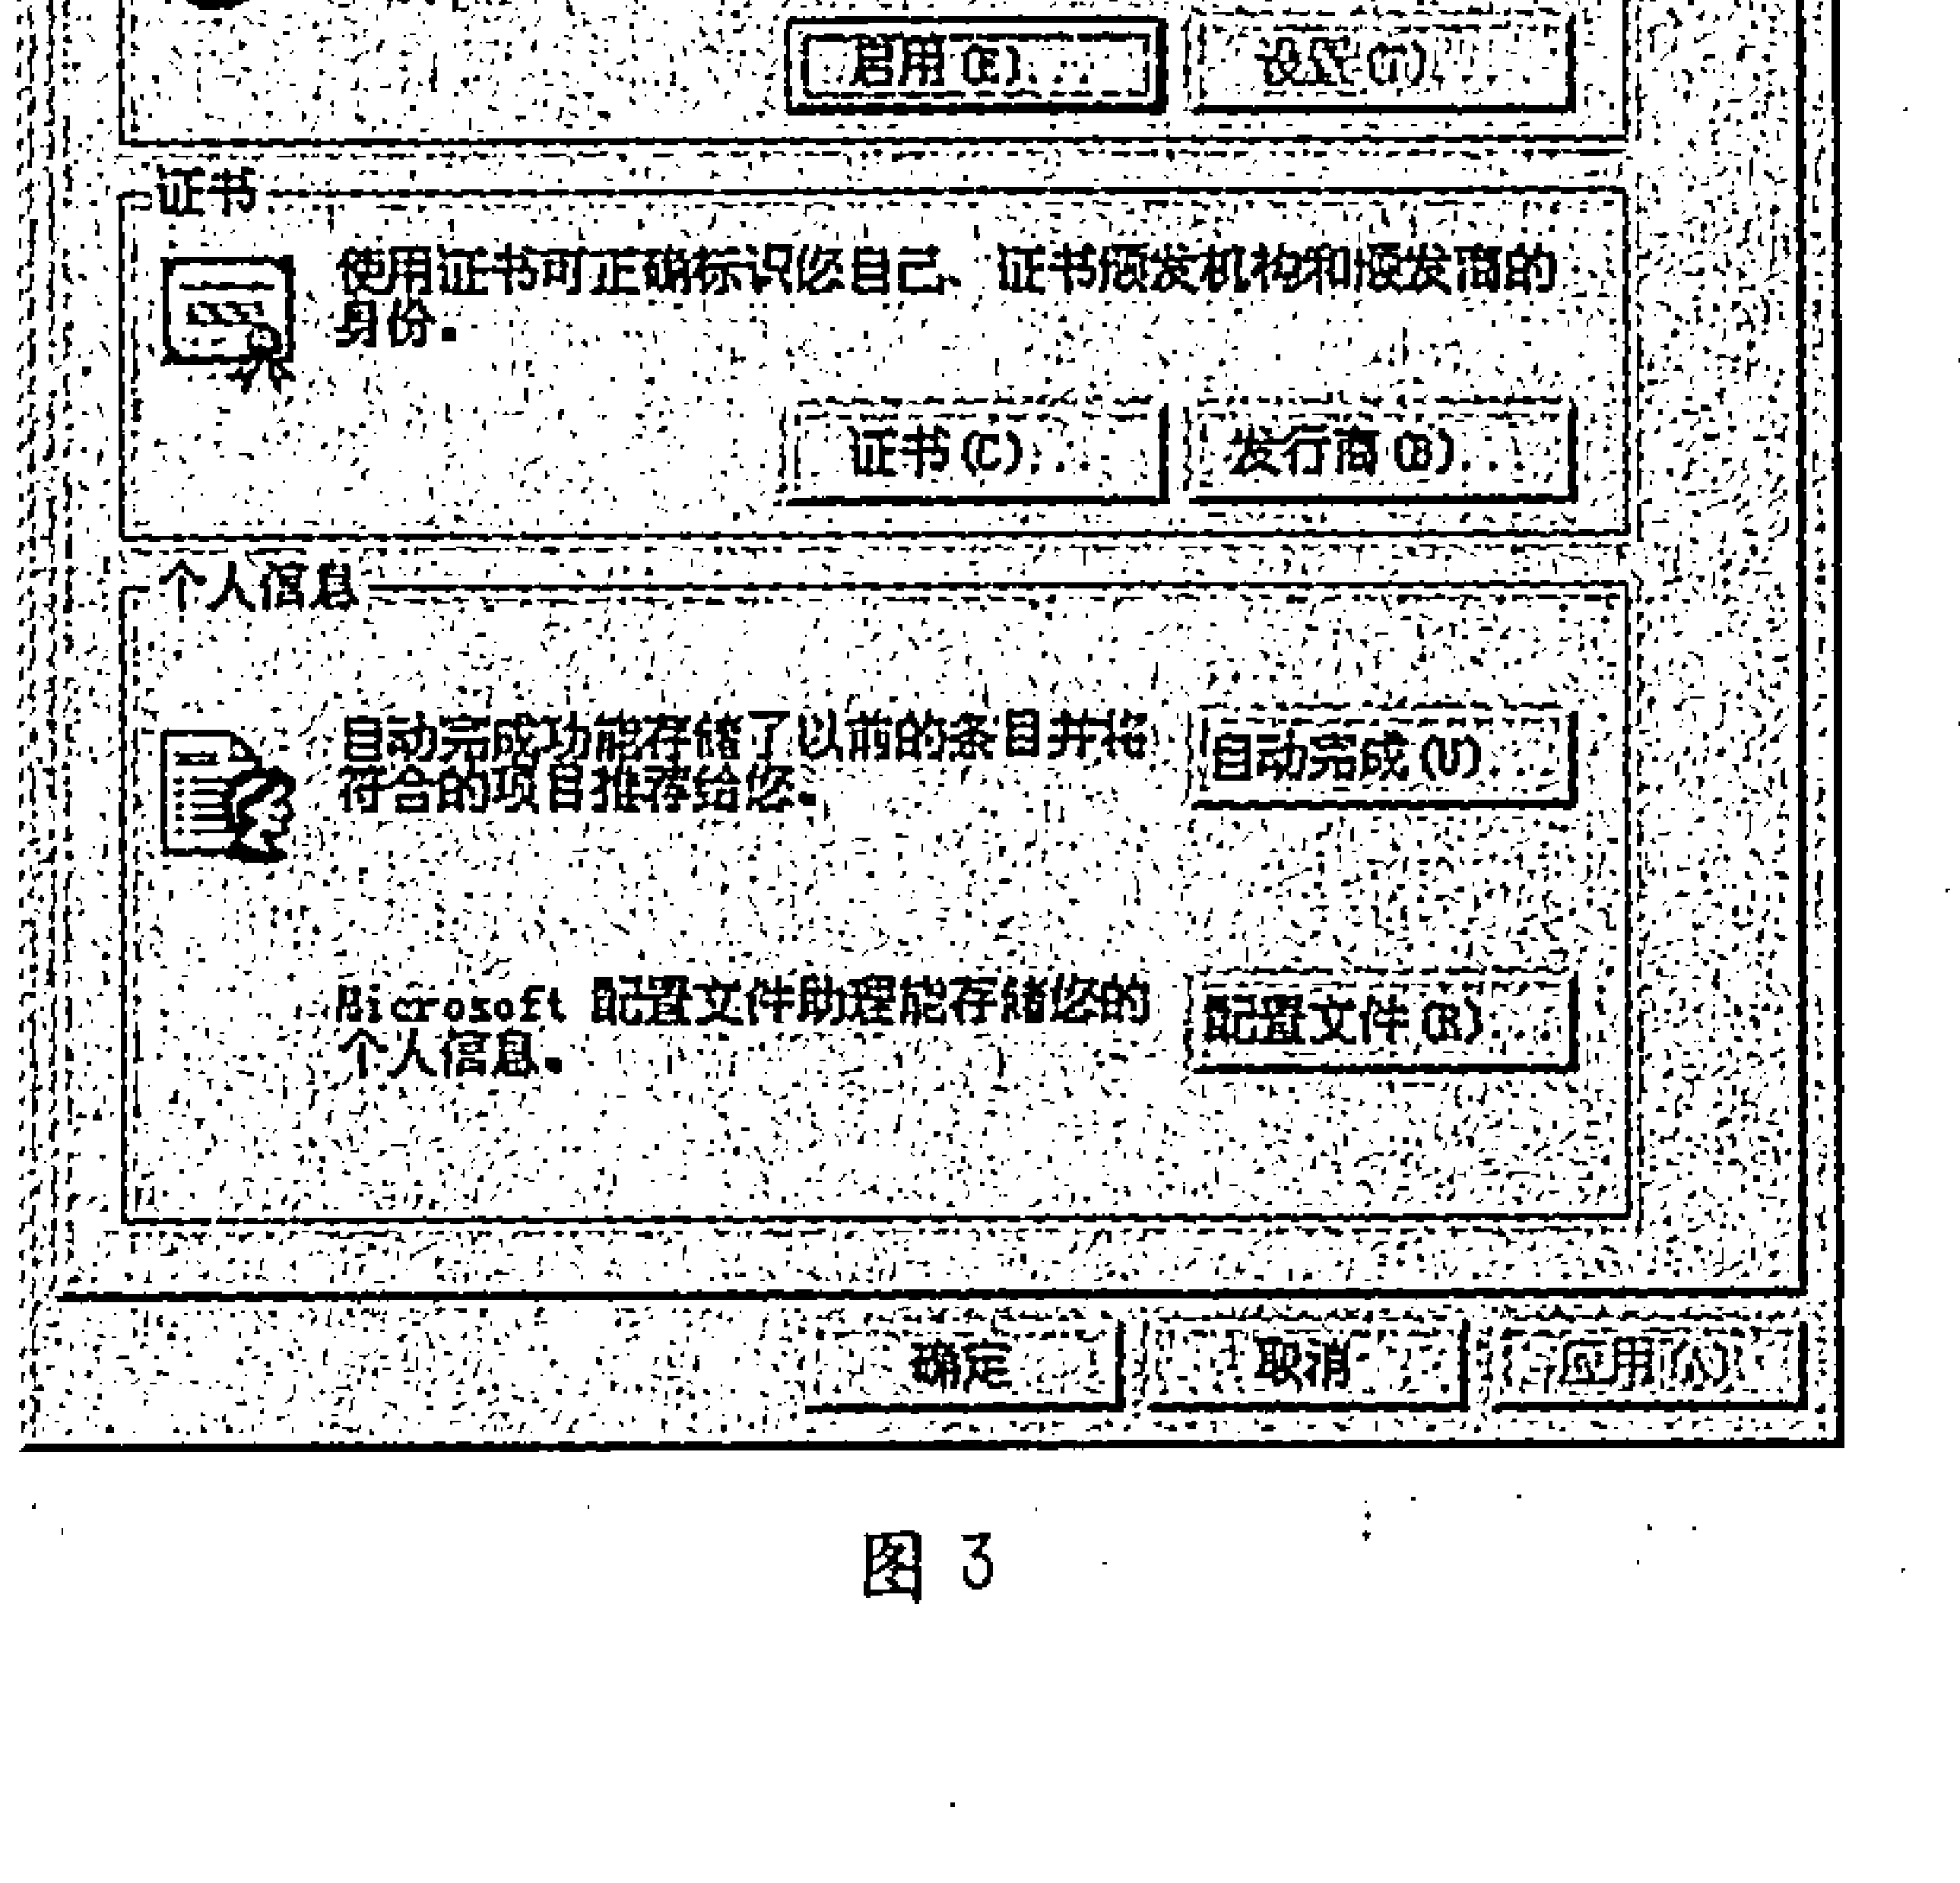 启用(E)...
证书
使用证书可正确标识您自己、证书颁发机构和颁发商的
身份。
证书(C)...
发行商(B)...
个人信息
自动完成功能存储了以前的条目并将
符合的项目推荐给您。
自动完成(U)...
Microsoft 配置文件助理能存储您的
个人信息。
配置文件(R)...
确定
取消
应用(A)
图 3